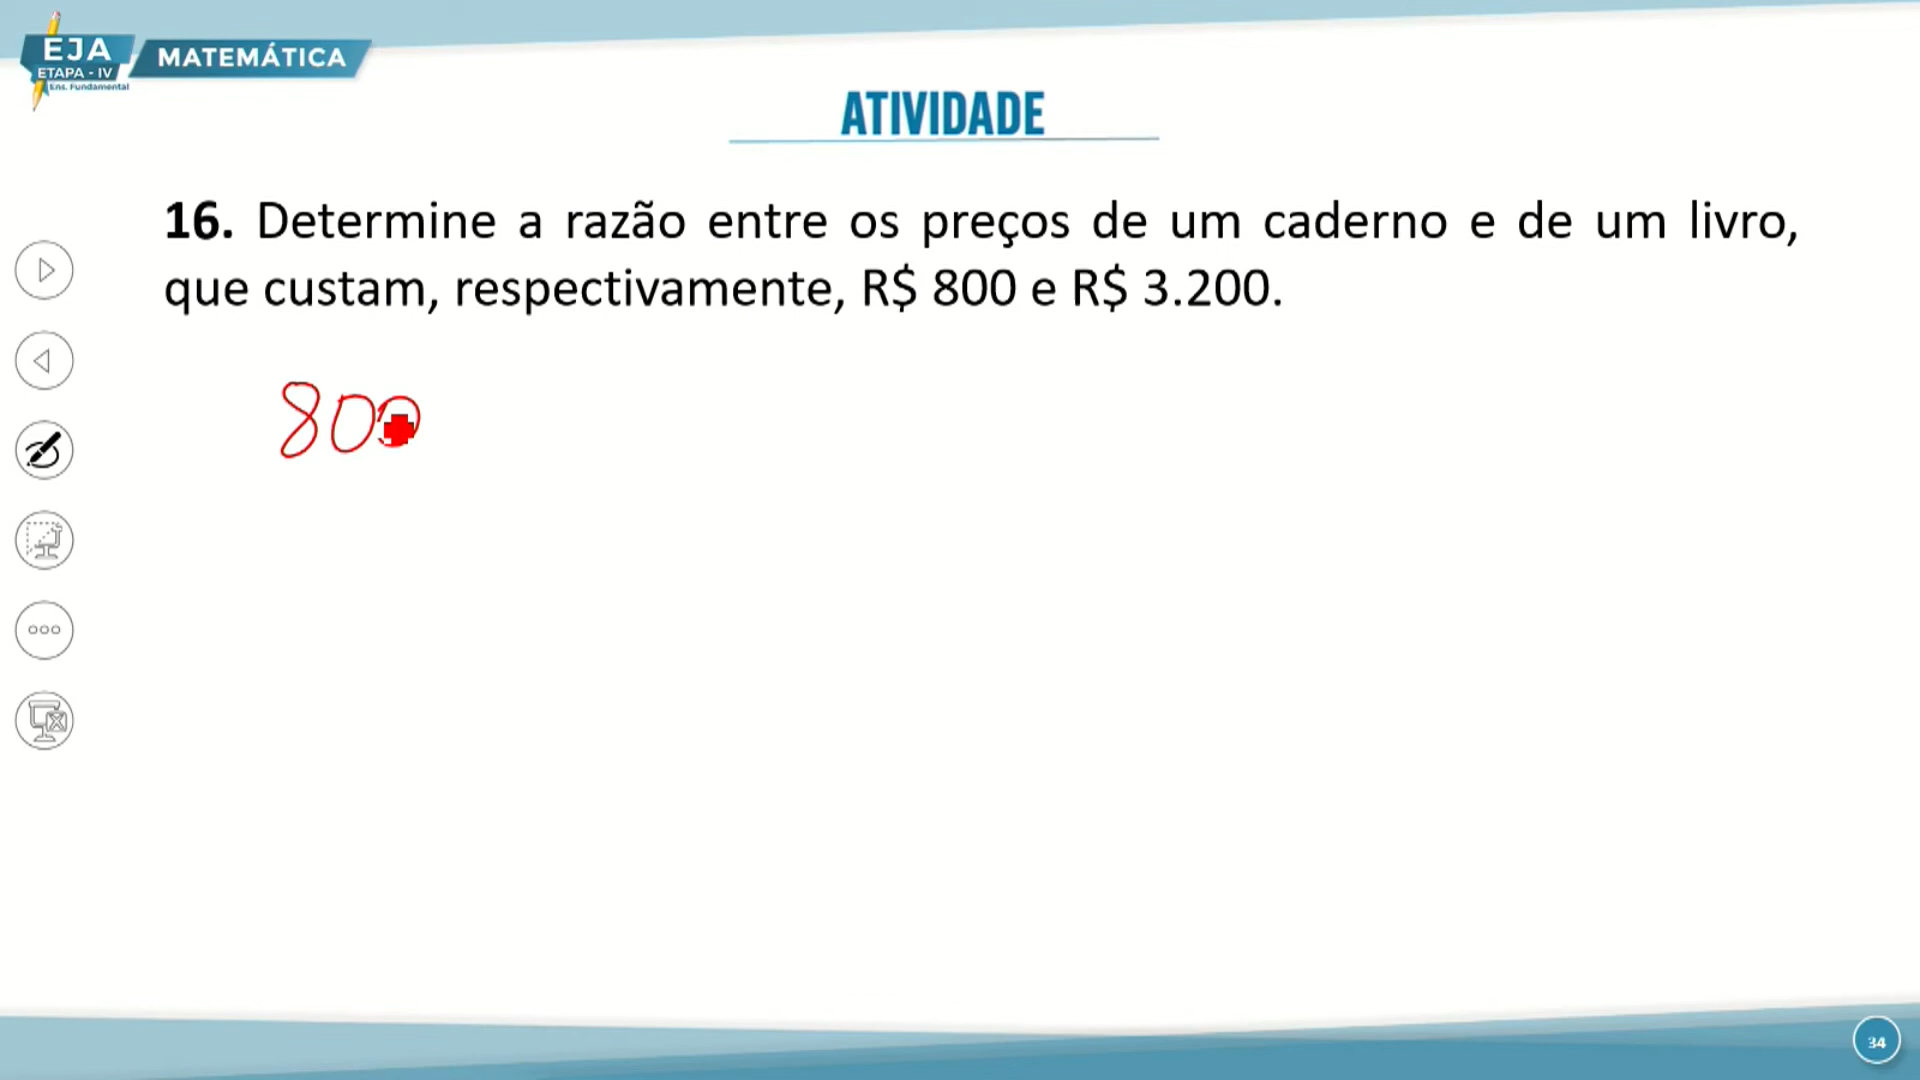 EJA
ETAPA - IV
Ens. Fundamental
MATEMÁTICA
ATIVIDADE
16. Determine a razão entre os preços de um caderno e de um livro,
que custam, respectivamente, R$ 800 e R$ 3.200.
800
34